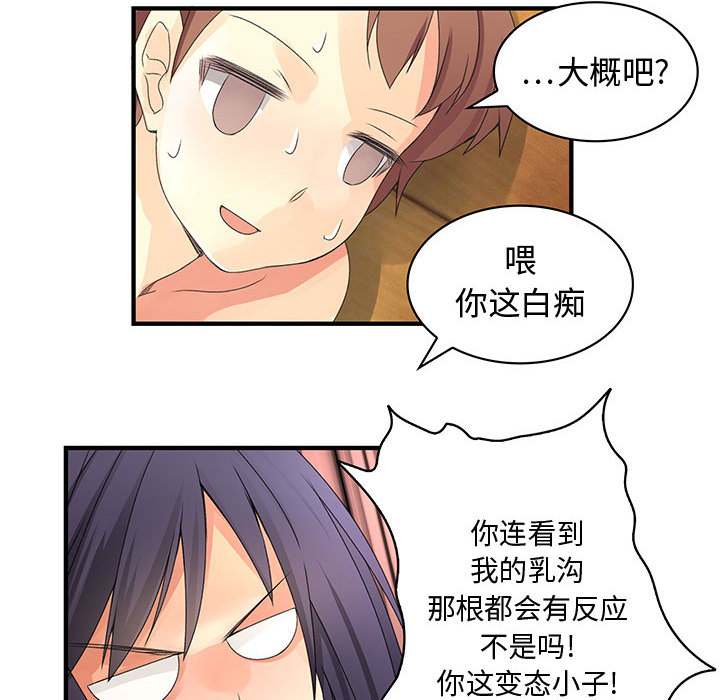 ...大概吧?
喂
你这白痴
你连看到
我的乳沟
那根都会有反应
不是吗!
你这变态小子!